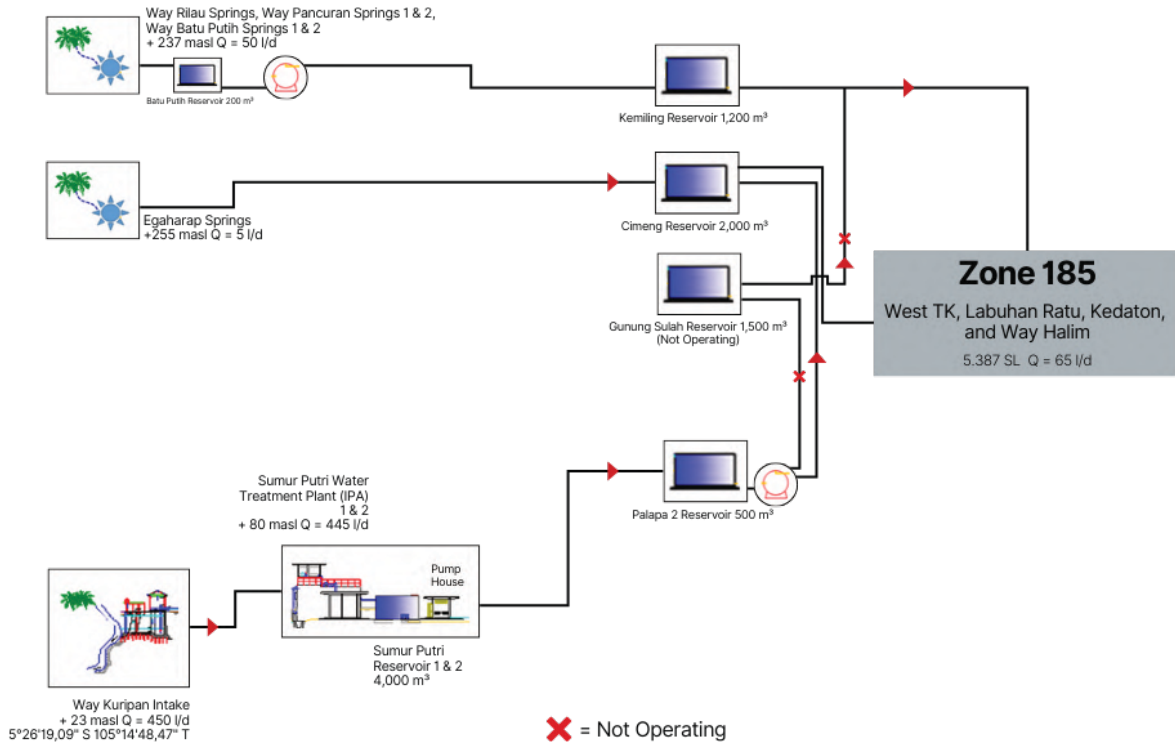 Way Rilau Springs, Way Pancuran Springs 1 & 2,
Way Batu Putih Springs 1 & 2
+ 237 masl Q = 50 l/d
Batu Putih Reservoir 200 m³
Kemiling Reservoir 1,200 m³
Egaharap Springs
+255 masl Q = 5 l/d
Cimeng Reservoir 2,000 m³
Gunung Sulah Reservoir 1,500 m³
(Not Operating)
Zone 185
West TK, Labuhan Ratu, Kedaton,
and Way Halim
5.387 SL Q = 65 l/d
Palapa 2 Reservoir 500 m³
Sumur Putri Water
Treatment Plant (IPA)
1 & 2
+ 80 masl Q = 445 l/d
Pump
House
Sumur Putri
Reservoir 1 & 2
4,000 m³
Way Kuripan Intake
+ 23 masl Q = 450 l/d
5°26'19,09" S 105°14'48,47" T
= Not Operating